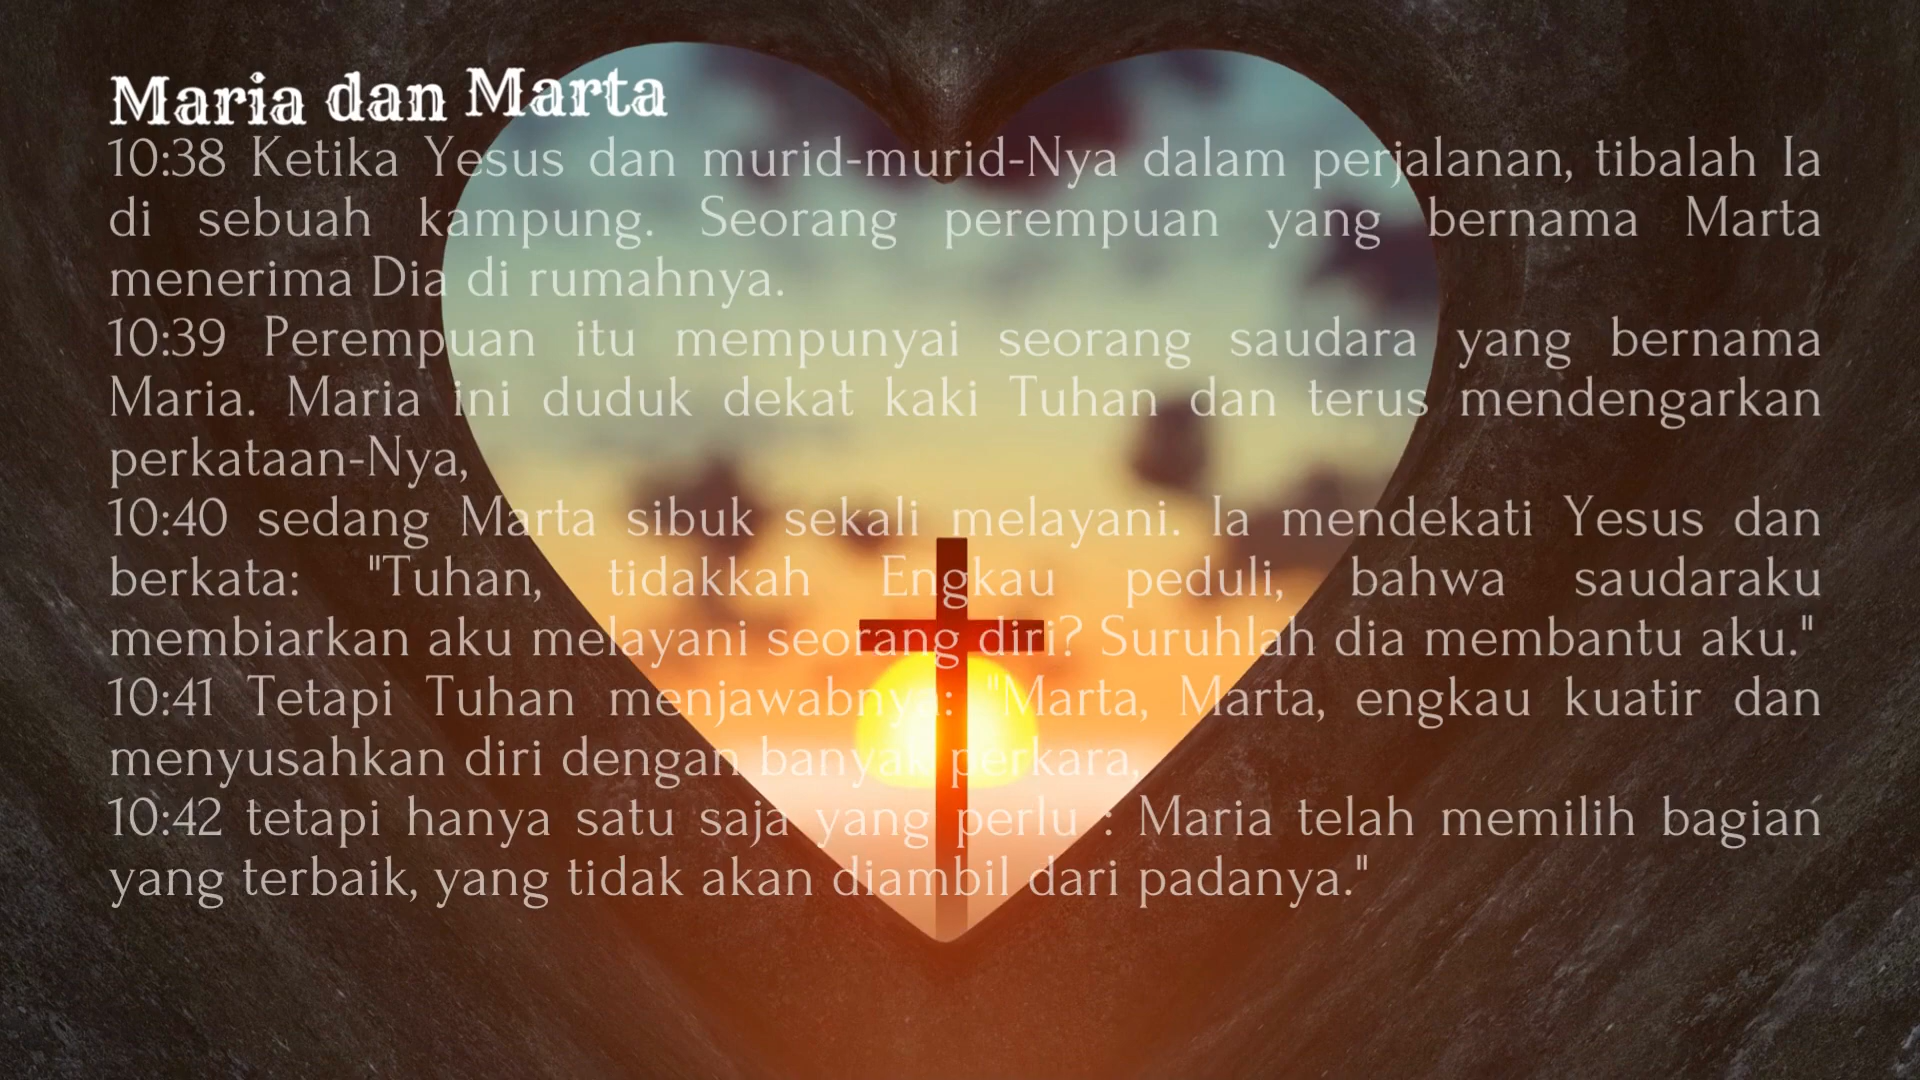 Maria dan Marta
10:38 Ketika Yesus dan murid-murid-Nya dalam perjalanan, tibalah Ia
di sebuah kampung. Seorang perempuan yang bernama Marta
menerima Dia di rumahnya.
10:39 Perempuan itu mempunyai seorang saudara yang bernama
Maria. Maria ini duduk dekat kaki Tuhan dan terus mendengarkan
perkataan-Nya,
10:40 sedang Marta sibuk sekali melayani. Ia mendekati Yesus dan
berkata: "Tuhan, tidakkah Engkau peduli, bahwa saudaraku
membiarkan aku melayani seorang diri? Suruhlah dia membantu aku."
10:41 Tetapi Tuhan menjawabnya: "Marta, Marta, engkau kuatir dan
menyusahkan diri dengan banyak perkara,
10:42 tetapi hanya satu saja yang perlu : Maria telah memilih bagian
yang terbaik, yang tidak akan diambil dari padanya."